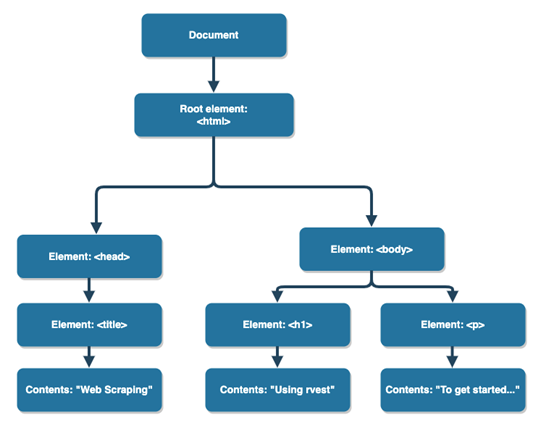 Document
Root element:
<html>
Element: <head>
Element: <body>
Element: <title>
Element: <h1>
Element: <p>
Contents: "Web Scraping"
Contents: "Using rvest"
Contents: "To get started..."